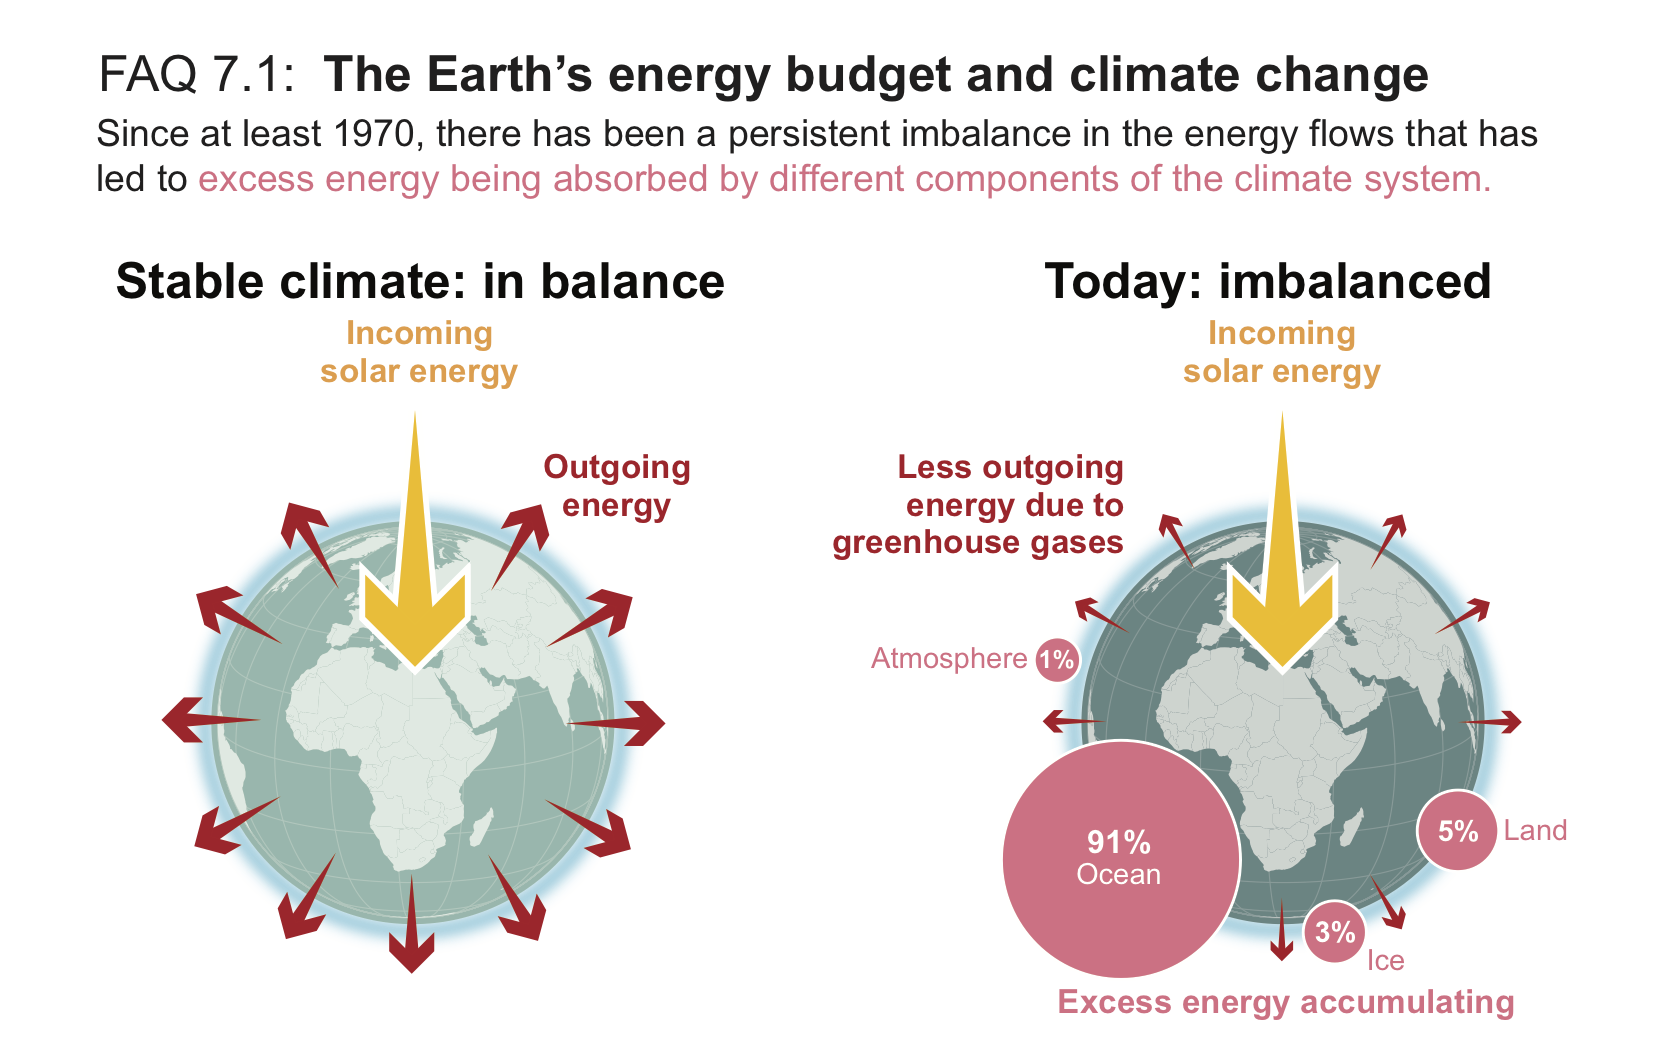 FAQ 7.1: The Earth’s energy budget and climate change
Since at least 1970, there has been a persistent imbalance in the energy flows that has
led to excess energy being absorbed by different components of the climate system.
Stable climate: in balance
Incoming
solar energy
Outgoing
energy
Today: imbalanced
Incoming
solar energy
Less outgoing
energy due to
greenhouse gases
Atmosphere 1%
91%
Ocean
5% Land
3%
Ice
Excess energy accumulating